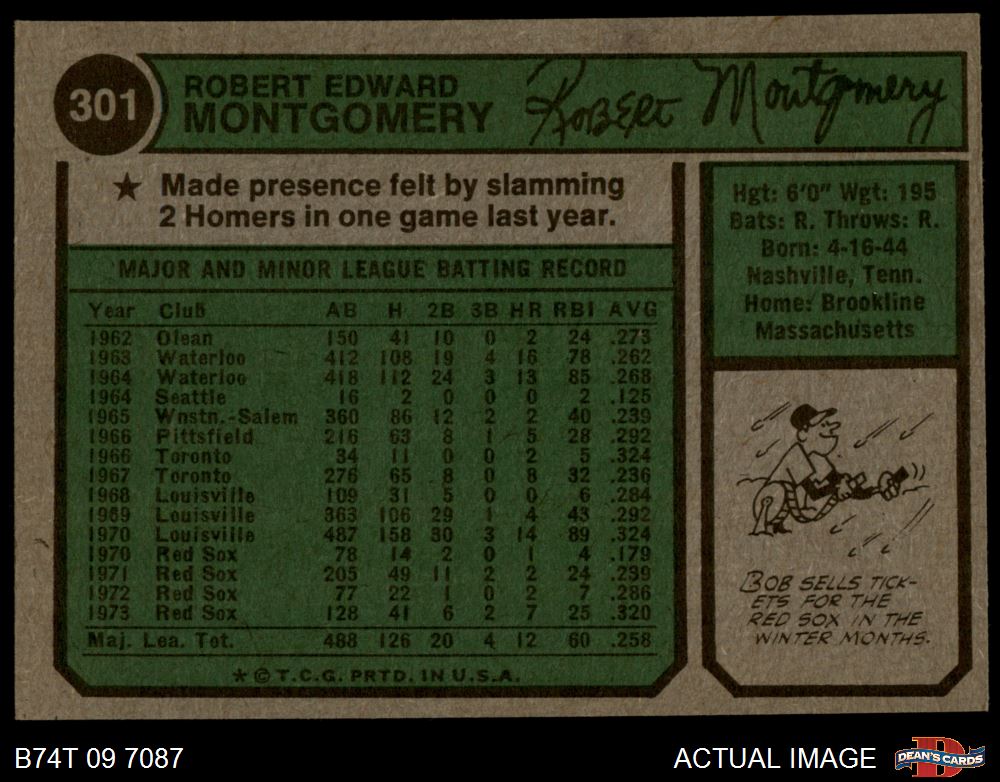 301
ROBERT EDWARD
MONTGOMERY
Robert Montgomery
★ Made presence felt by slamming
2 Homers in one game last year.
MAJOR AND MINOR LEAGUE BATTING RECORD
Year Club AB H 2B 3B HR RBI AVG
1962 Olean 150 41 10 0 2 24 .273
1963 Waterloo 412 108 19 4 16 78 .262
1964 Waterloo 418 112 24 3 13 85 .268
1964 Seattle 16 2 0 0 0 2 .125
1965 Wnstn.-Salem 360 86 12 2 2 40 .239
1966 Pittsfield 216 63 8 1 5 28 .292
1966 Toronto 34 11 0 0 2 5 .324
1967 Toronto 276 65 8 0 8 32 .236
1968 Louisville 109 31 5 0 0 6 .284
1969 Louisville 363 106 29 1 4 43 .292
1970 Louisville 487 158 30 3 14 89 .324
1970 Red Sox 78 14 2 0 1 4 .179
1971 Red Sox 205 49 11 2 2 24 .239
1972 Red Sox 77 22 1 0 2 7 .286
1973 Red Sox 128 41 6 2 7 25 .320
Maj. Lea. Tot. 488 126 20 4 12 60 .258
* © T.C.G. PRTD. IN U.S.A.
Hgt: 6'0" Wgt: 195
Bats: R. Throws: R.
Born: 4-16-44
Nashville, Tenn.
Home: Brookline
Massachusetts
BOB SELLS TICK-
ETS FOR THE
RED SOX IN THE
WINTER MONTHS.
B74T 09 7087
ACTUAL IMAGE
DEAN'S CARDS